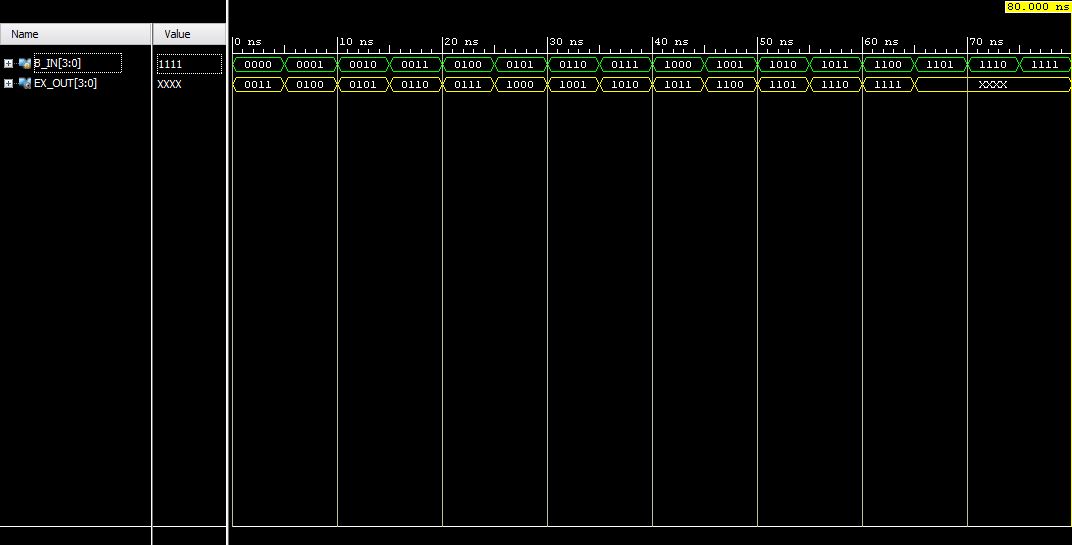 80.000 ns
Name Value
0 ns 10 ns 20 ns 30 ns 40 ns 50 ns 60 ns 70 ns
B_IN[3:0] 1111 0000 0001 0010 0011 0100 0101 0110 0111 1000 1001 1010 1011 1100 1101 1110 1111
EX_OUT[3:0] XXXX 0011 0100 0101 0110 0111 1000 1001 1010 1011 1100 1101 1110 1111 XXXX